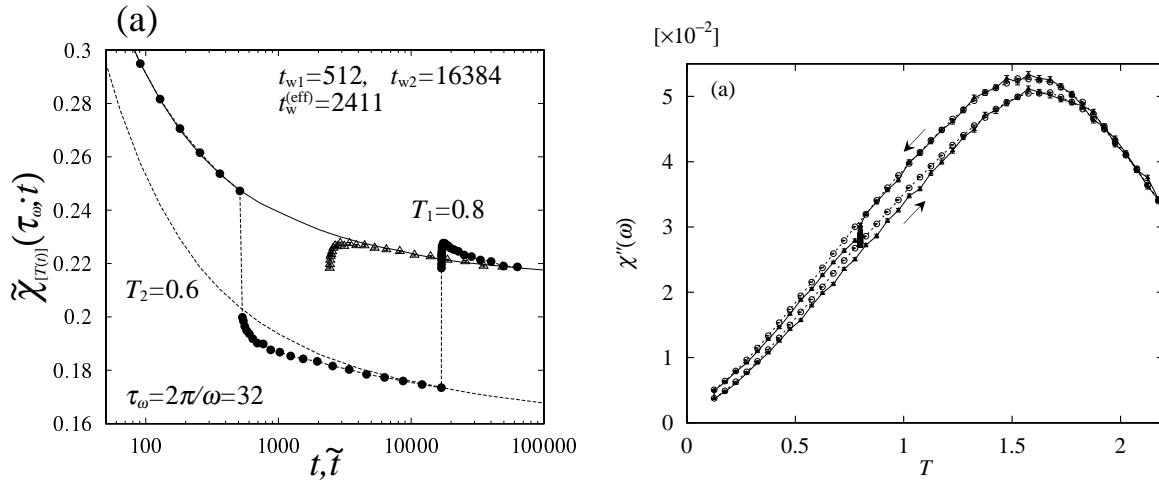 (a)
0.3
0.28
0.26
0.24
0.22
0.2
0.18
0.16
100
1000
10000
100000
t_w1=512, t_w2=16384
t_w^(eff)=2411
T_1=0.8
T_2=0.6
τ_ω=2π/ω=32
χ̃_[T(t)](τ_ω;t)
t,t̃
[×10⁻²]
(a)
5
4
3
2
1
0
0
0.5
1
1.5
2
χ''(ω)
T